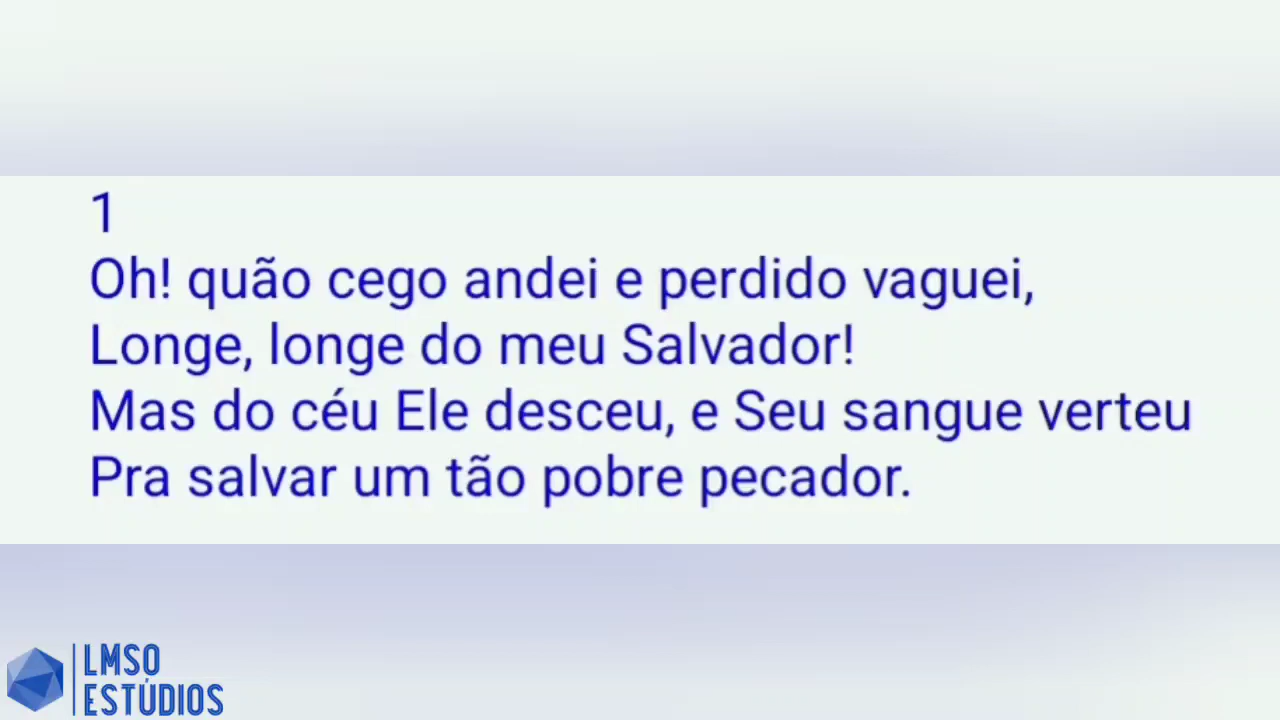 1
Oh! quão cego andei e perdido vaguei,
Longe, longe do meu Salvador!
Mas do céu Ele desceu, e Seu sangue verteu
Pra salvar um tão pobre pecador.
LMSO
ESTÚDIOS